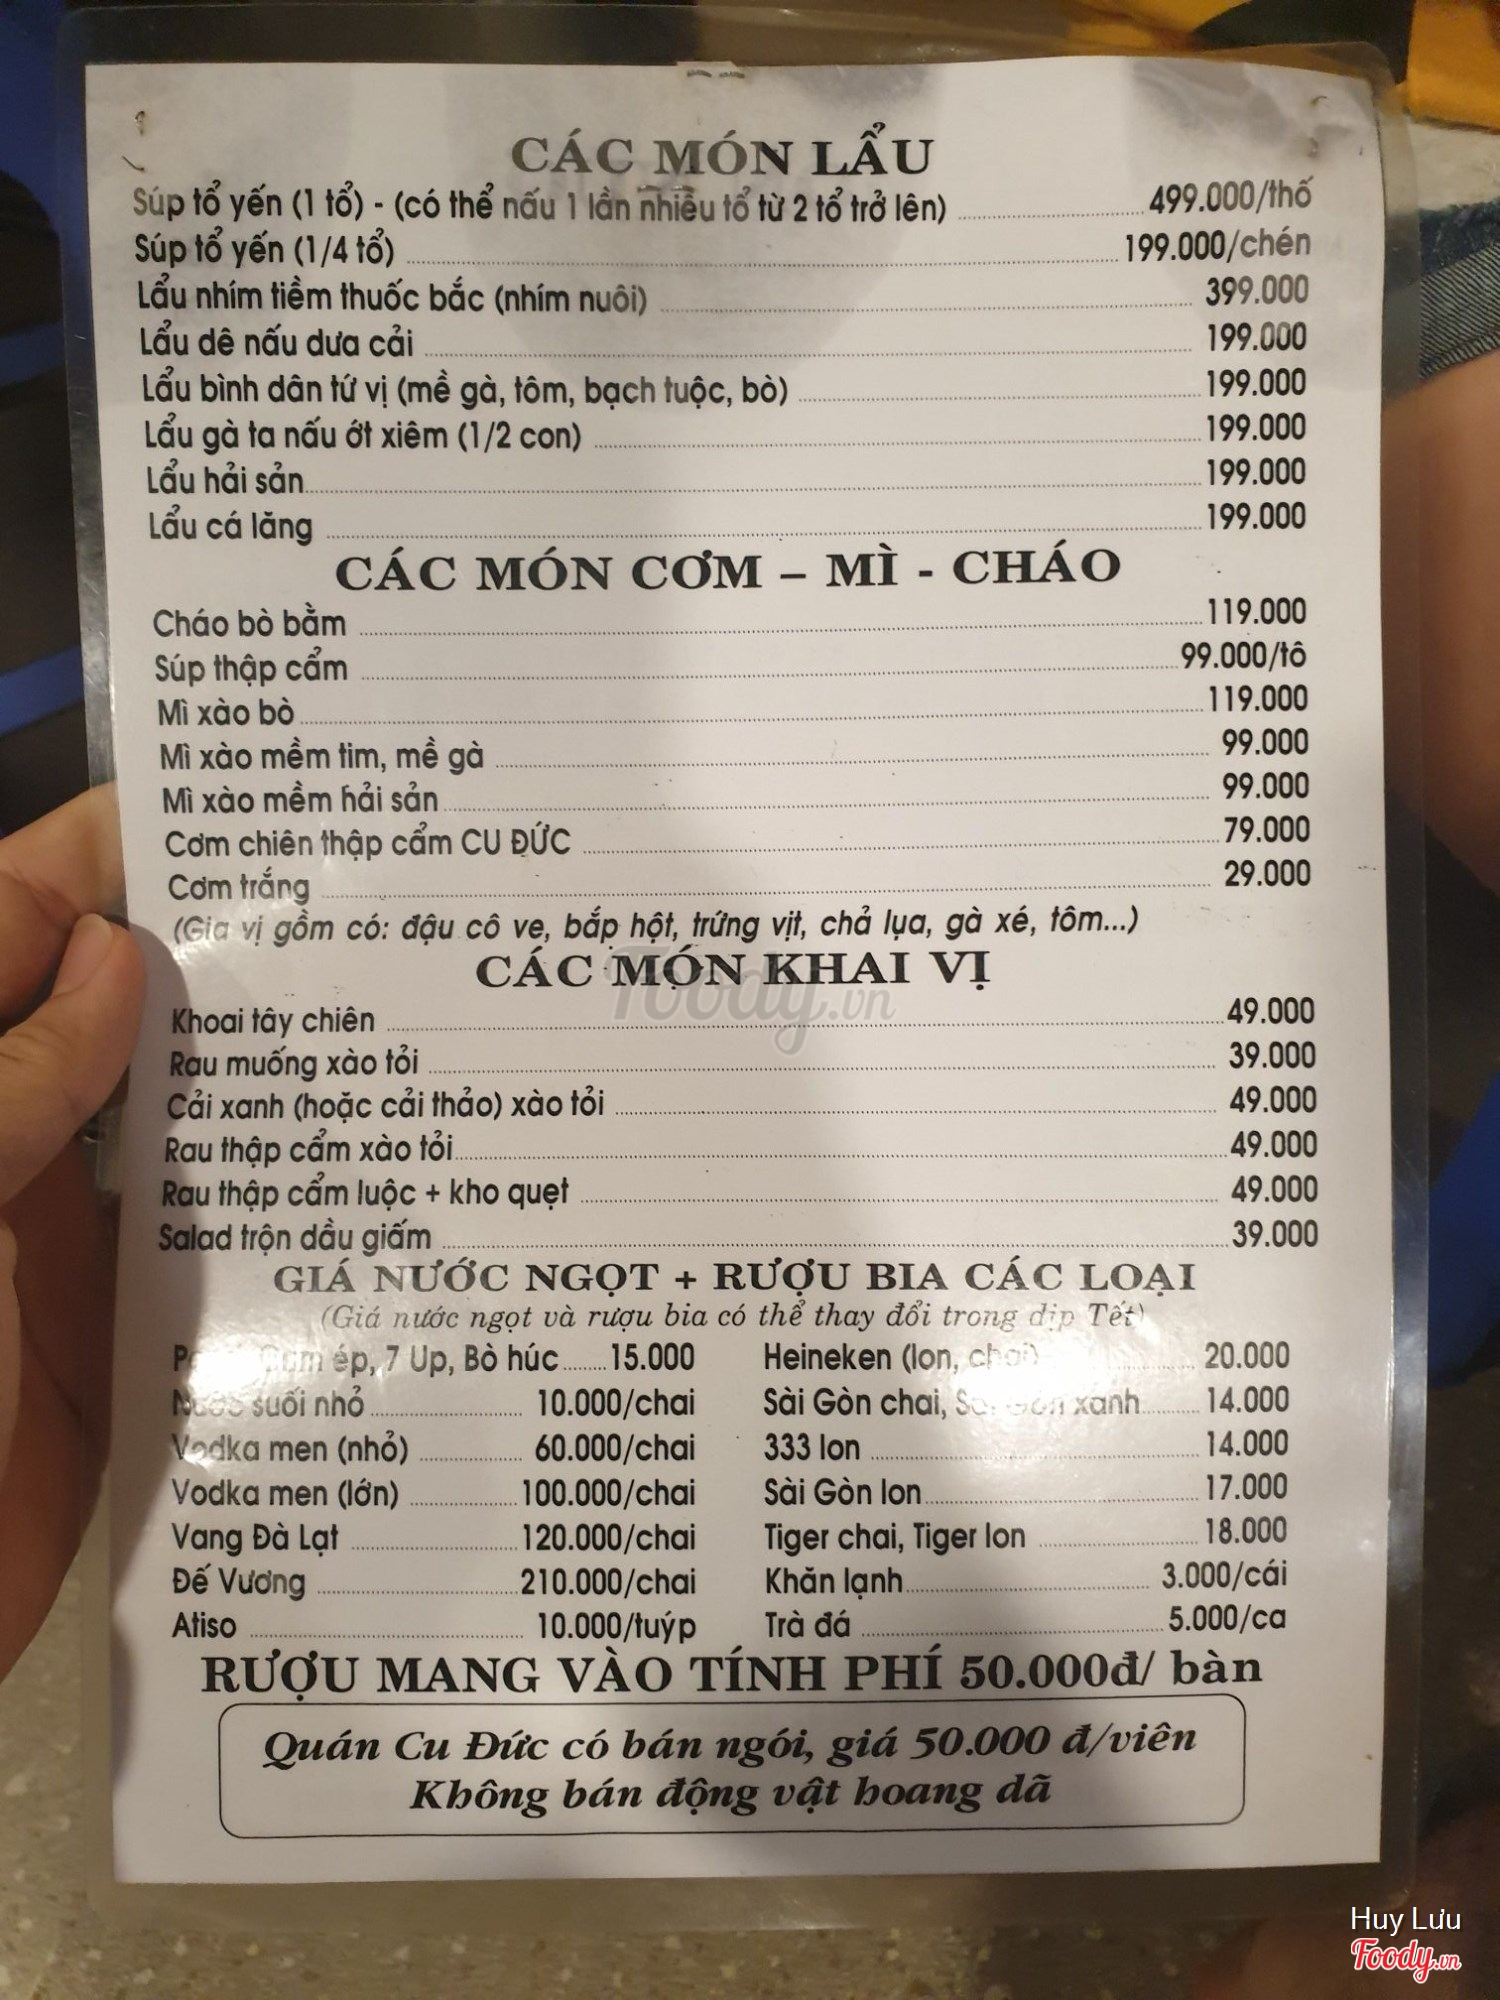 CÁC MÓN LẨU
Súp tổ yến (1 tổ) - (có thể nấu 1 lần nhiều tổ từ 2 tổ trở lên) 499.000/thố
Súp tổ yến (1/4 tổ) 199.000/chén
Lẩu nhím tiềm thuốc bắc (nhím nuôi) 399.000
Lẩu dê nấu dưa cải 199.000
Lẩu bình dân tứ vị (mề gà, tôm, bạch tuộc, bò) 199.000
Lẩu gà ta nấu ớt xiêm (1/2 con) 199.000
Lẩu hải sản 199.000
Lẩu cá lăng 199.000
CÁC MÓN CƠM – MÌ - CHÁO
Cháo bò bằm 119.000
Súp thập cẩm 99.000/tô
Mì xào bò 119.000
Mì xào mềm tim, mề gà 99.000
Mì xào mềm hải sản 99.000
Cơm chiên thập cẩm CU ĐỨC 79.000
Cơm trắng 29.000
(Gia vị gồm có: đậu cô ve, bắp hột, trứng vịt, chả lụa, gà xé, tôm...)
CÁC MÓN KHAI VỊ
Foody.vn
Khoai tây chiên 49.000
Rau muống xào tỏi 39.000
Cải xanh (hoặc cải thảo) xào tỏi 49.000
Rau thập cẩm xào tỏi 49.000
Rau thập cẩm luộc + kho quẹt 49.000
Salad trộn dầu giấm 39.000
GIÁ NƯỚC NGỌT + RƯỢU BIA CÁC LOẠI
(Giá nước ngọt và rượu bia có thể thay đổi trong dịp Tết)
ép, 7 Up, Bò húc 15.000
Nước suối nhỏ 10.000/chai
Vodka men (nhỏ) 60.000/chai
Vodka men (lớn) 100.000/chai
Vang Đà Lạt 120.000/chai
Đế Vương 210.000/chai
Atiso 10.000/tuýp
Heineken (lon, chai) 20.000
Sài Gòn chai, Sài Gòn xanh 14.000
333 lon 14.000
Sài Gòn lon 17.000
Tiger chai, Tiger lon 18.000
Khăn lạnh 3.000/cái
Trà đá 5.000/ca
RƯỢU MANG VÀO TÍNH PHÍ 50.000đ/ bàn
Quán Cu Đức có bán ngói, giá 50.000 đ/viên
Không bán động vật hoang dã
Huy Lưu
Foody.vn